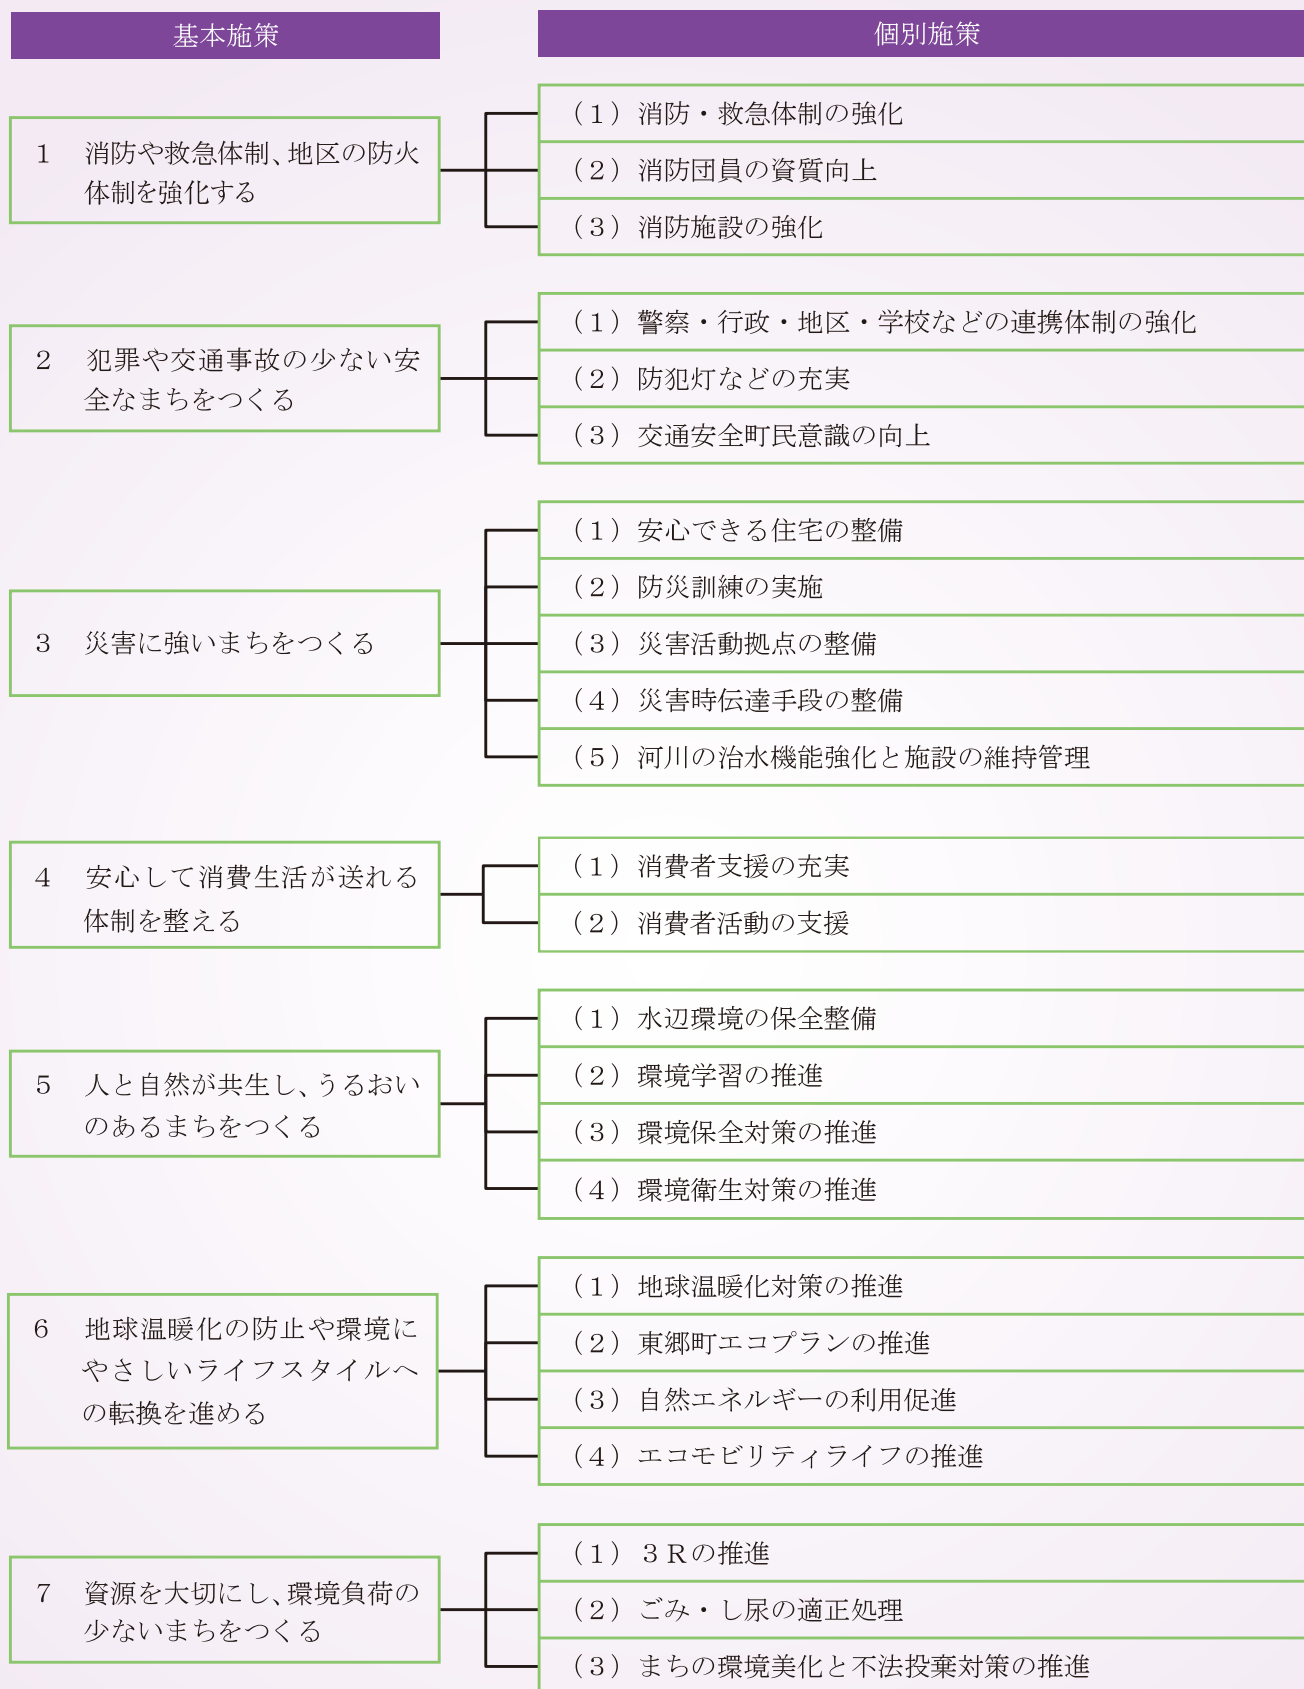 基本施策
個別施策
1 消防や救急体制、地区の防火
体制を強化する
(1)消防・救急体制の強化
(2)消防団員の資質向上
(3)消防施設の強化
2 犯罪や交通事故の少ない安
全なまちをつくる
(1)警察・行政・地区・学校などの連携体制の強化
(2)防犯灯などの充実
(3)交通安全町民意識の向上
3 災害に強いまちをつくる
(1)安心できる住宅の整備
(2)防災訓練の実施
(3)災害活動拠点の整備
(4)災害時伝達手段の整備
(5)河川の治水機能強化と施設の維持管理
4 安心して消費生活が送れる
体制を整える
(1)消費者支援の充実
(2)消費者活動の支援
5 人と自然が共生し、うるおい
のあるまちをつくる
(1)水辺環境の保全整備
(2)環境学習の推進
(3)環境保全対策の推進
(4)環境衛生対策の推進
6 地球温暖化の防止や環境に
やさしいライフスタイルへ
の転換を進める
(1)地球温暖化対策の推進
(2)東郷町エコプランの推進
(3)自然エネルギーの利用促進
(4)エコモビリティライフの推進
7 資源を大切にし、環境負荷の
少ないまちをつくる
(1)3Rの推進
(2)ごみ・し尿の適正処理
(3)まちの環境美化と不法投棄対策の推進